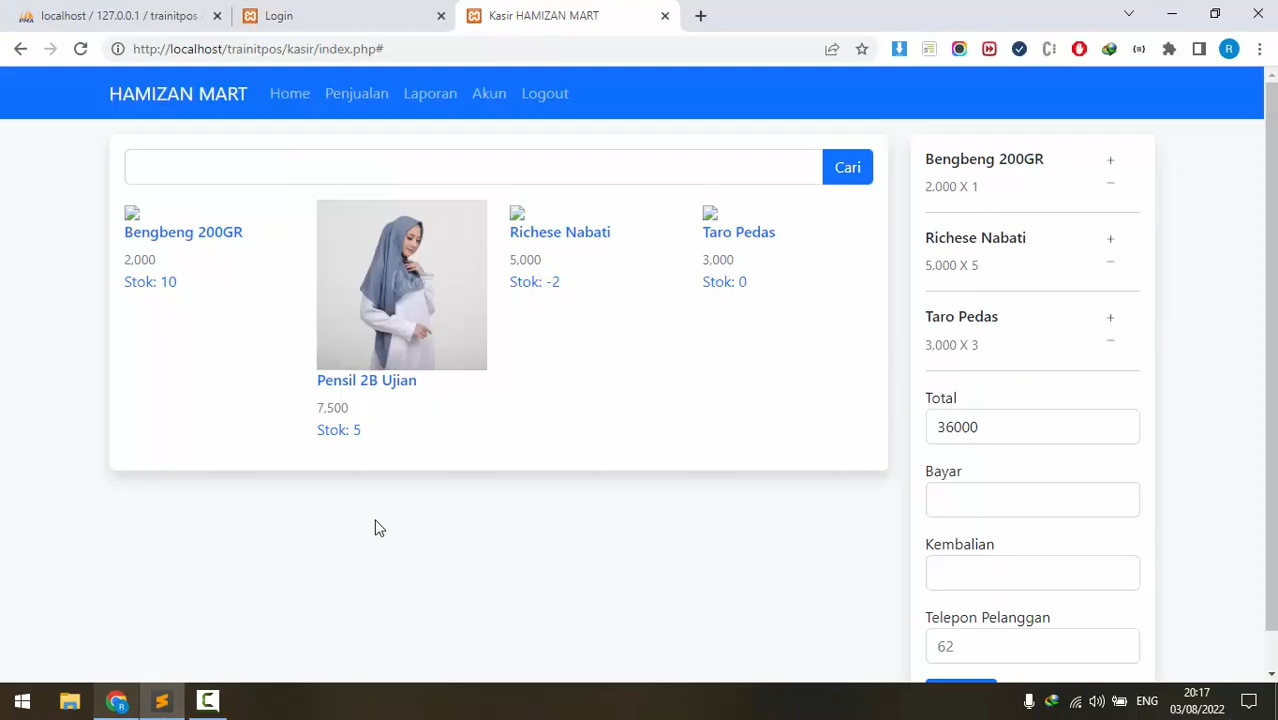 localhost / 127.0.0.1 / trainitpos
Login
Kasir HAMIZAN MART
http://localhost/trainitpos/kasir/index.php#
R
HAMIZAN MART
Home
Penjualan
Laporan
Akun
Logout
Cari
Bengbeng 200GR
2,000
Stok: 10
Pensil 2B Ujian
7,500
Stok: 5
Richese Nabati
5,000
Stok: -2
Taro Pedas
3,000
Stok: 0
Bengbeng 200GR
+
2,000 X 1
−
Richese Nabati
+
5,000 X 5
−
Taro Pedas
+
3,000 X 3
−
Total
36000
Bayar
Kembalian
Telepon Pelanggan
62
ENG
20:17
03/08/2022